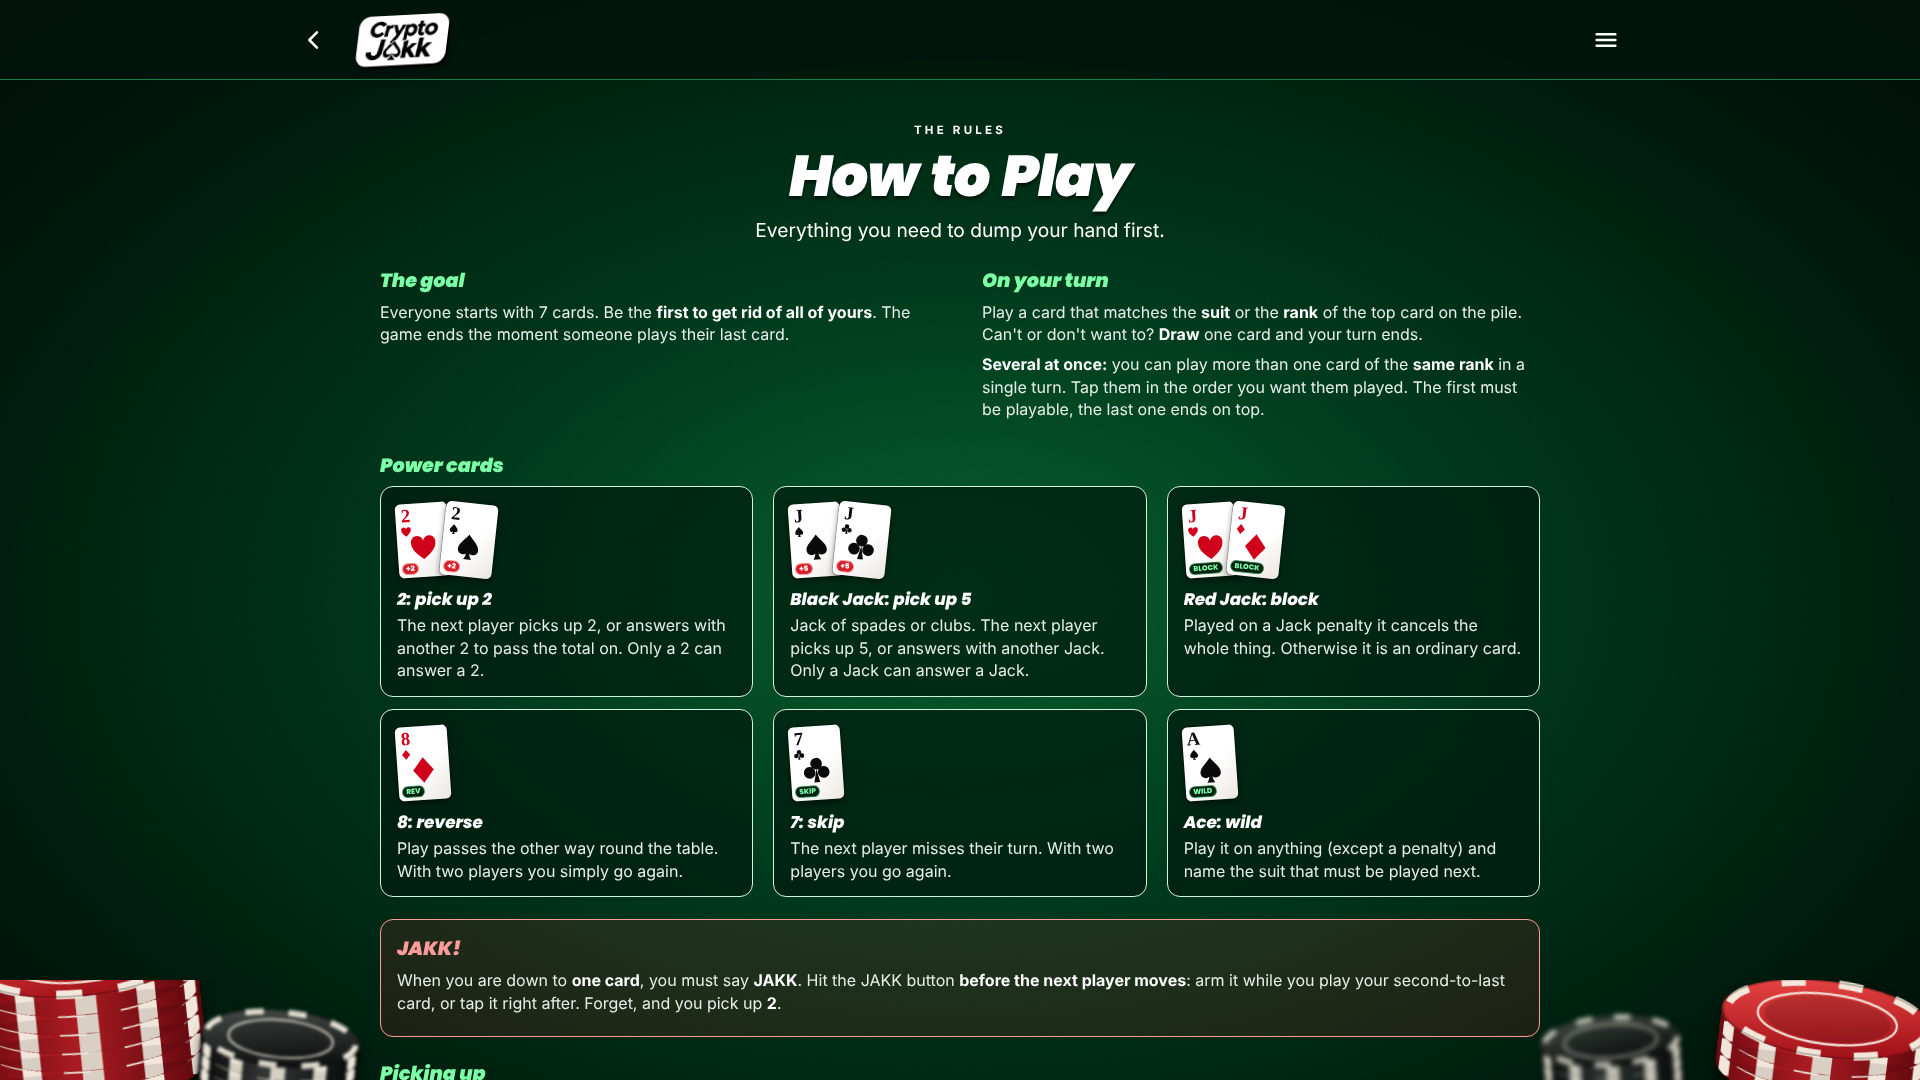 Crypto
Jakk
THE RULES
How to Play
Everything you need to dump your hand first.
The goal
Everyone starts with 7 cards. Be the first to get rid of all of yours. The
game ends the moment someone plays their last card.
On your turn
Play a card that matches the suit or the rank of the top card on the pile.
Can't or don't want to? Draw one card and your turn ends.
Several at once: you can play more than one card of the same rank in a
single turn. Tap them in the order you want them played. The first must
be playable, the last one ends on top.
Power cards
2 2
+2 +2
2: pick up 2
The next player picks up 2, or answers with
another 2 to pass the total on. Only a 2 can
answer a 2.
J J
+5 +5
Black Jack: pick up 5
Jack of spades or clubs. The next player
picks up 5, or answers with another Jack.
Only a Jack can answer a Jack.
J J
BLOCK BLOCK
Red Jack: block
Played on a Jack penalty it cancels the
whole thing. Otherwise it is an ordinary card.
8
REV
8: reverse
Play passes the other way round the table.
With two players you simply go again.
7
SKIP
7: skip
The next player misses their turn. With two
players you go again.
A
WILD
Ace: wild
Play it on anything (except a penalty) and
name the suit that must be played next.
JAKK!
When you are down to one card, you must say JAKK. Hit the JAKK button before the next player moves: arm it while you play your second-to-last
card, or tap it right after. Forget, and you pick up 2.
Picking up